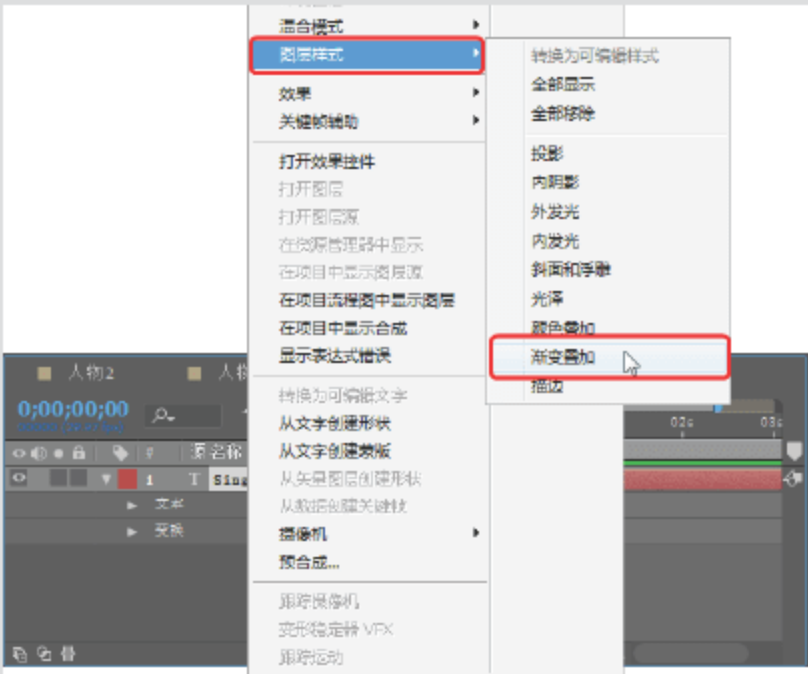 混合模式
图层样式
效果
关键帧辅助
打开效果控件
打开图层
打开图层源
在资源管理器中显示
在项目中显示图层源
在项目流程图中显示图层
在项目中显示合成
显示表达式错误
转换为可编辑文字
从文字创建形状
从文字创建蒙版
从矢量图层创建形状
从数据创建关键帧
摄像机
预合成...
跟踪摄像机
变形稳定器 VFX
跟踪运动
转换为可编辑样式
全部显示
全部移除
投影
内阴影
外发光
内发光
斜面和浮雕
光泽
颜色叠加
渐变叠加
描边
人物2
0;00;00;00
02s
03s
源名称
1
T
Sing
文本
变换